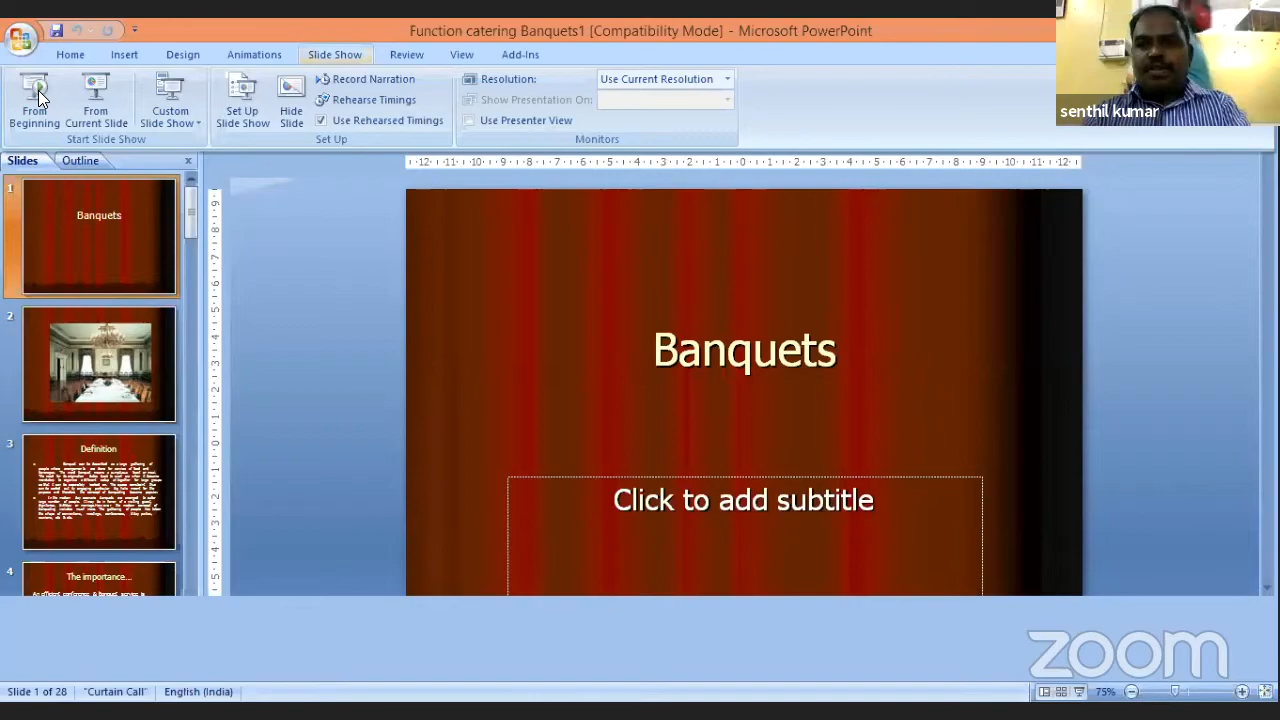 Function catering Banquets1 [Compatibility Mode] - Microsoft PowerPoint
Home Insert Design Animations Slide Show Review View Add-Ins
From Beginning
From Current Slide
Custom Slide Show
Start Slide Show
Set Up Slide Show
Hide Slide
Record Narration
Rehearse Timings
Use Rehearsed Timings
Set Up
Resolution: Use Current Resolution
Show Presentation On:
Use Presenter View
Monitors
senthil kumar
Slides Outline
1
Banquets
2
3
Definition
4
The importance...
Banquets
Click to add subtitle
zoom
Slide 1 of 28 "Curtain Call" English (India) 75%